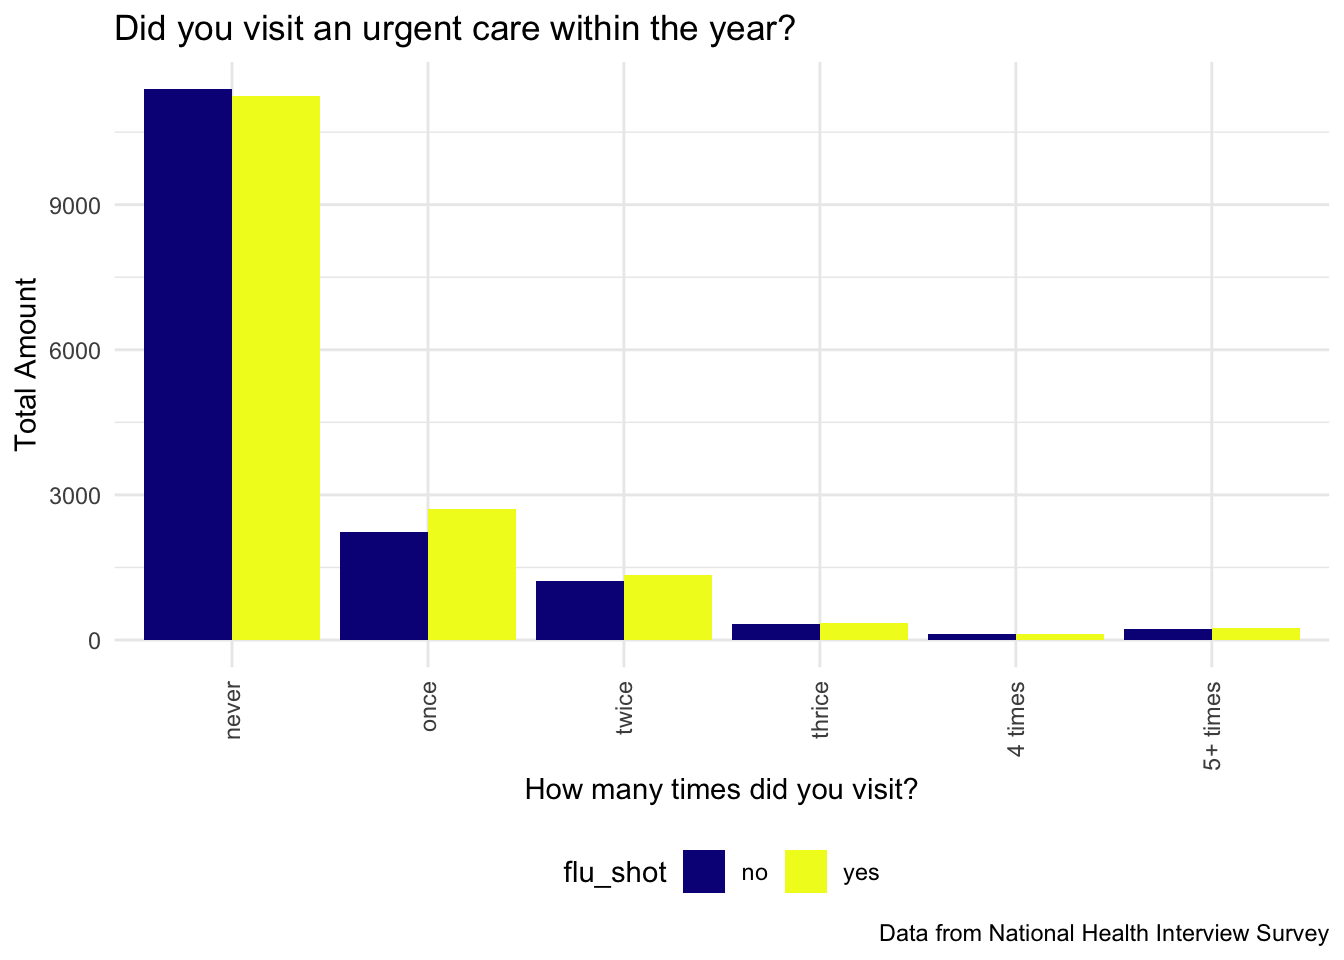 Did you visit an urgent care within the year?
Total Amount
9000
6000
3000
0
never
once
twice
thrice
4 times
5+ times
How many times did you visit?
flu_shot no yes
Data from National Health Interview Survey